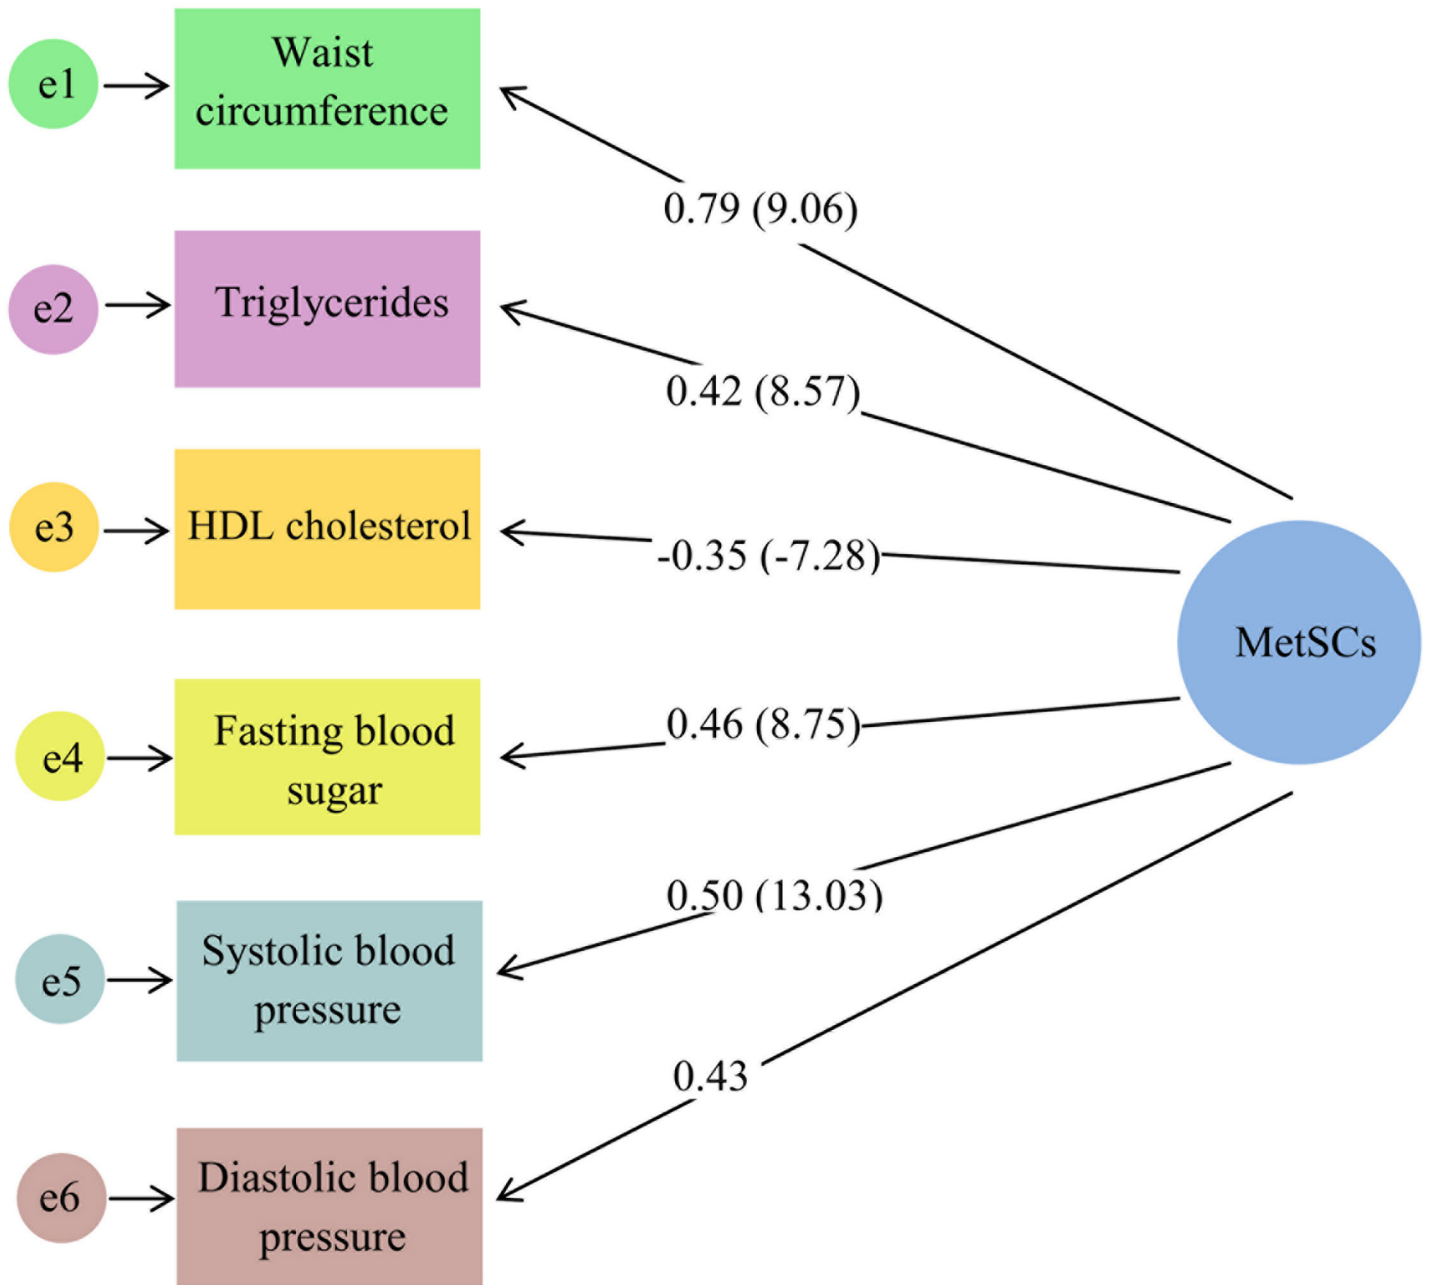 e1
Waist
circumference
0.79 (9.06)
e2
Triglycerides
0.42 (8.57)
e3
HDL cholesterol
-0.35 (-7.28)
MetSCs
e4
Fasting blood
sugar
0.46 (8.75)
e5
Systolic blood
pressure
0.50 (13.03)
0.43
e6
Diastolic blood
pressure